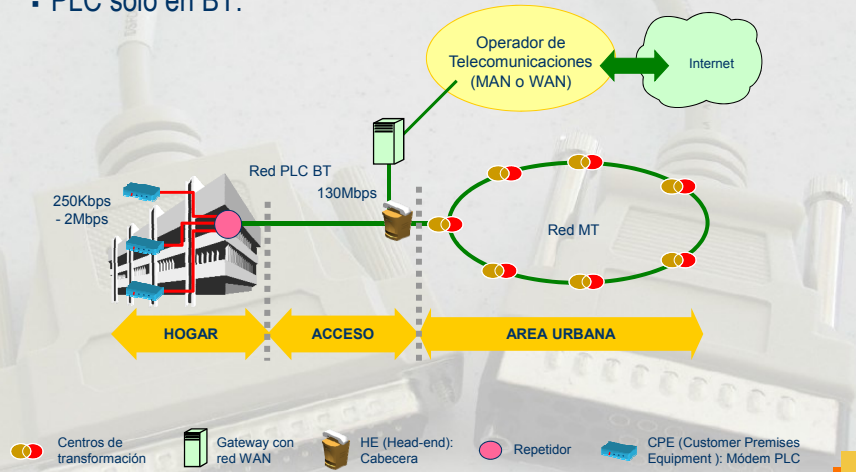 ▪ PLC sólo en BT:
Operador de
Telecomunicaciones
(MAN o WAN)
Internet
Red PLC BT
130Mbps
250Kbps
- 2Mbps
Red MT
HOGAR
ACCESO
AREA URBANA
Centros de
transformación
Gateway con
red WAN
HE (Head-end):
Cabecera
Repetidor
CPE (Customer Premises
Equipment ): Módem PLC